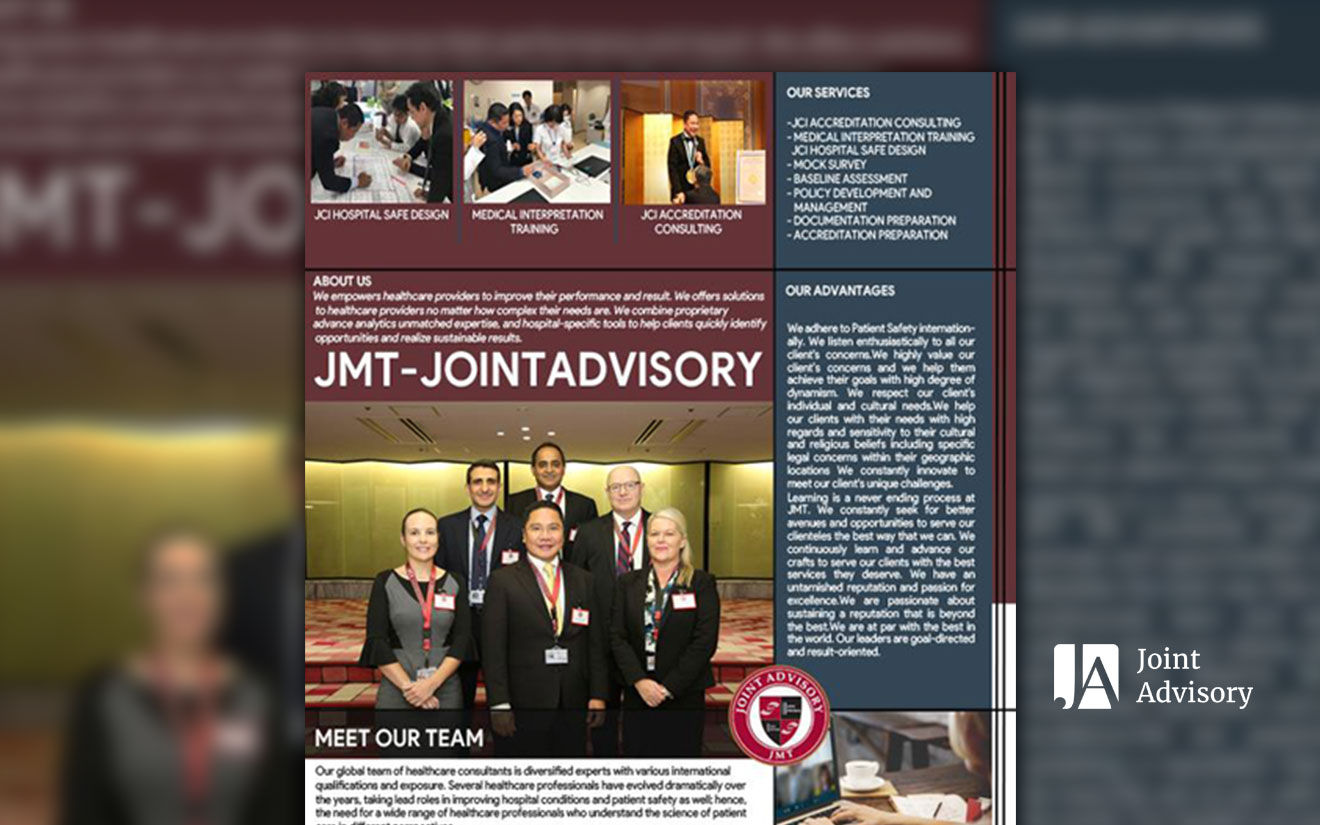 JCI HOSPITAL SAFE DESIGN
MEDICAL INTERPRETATION
TRAINING
JCI ACCREDITATION
CONSULTING
OUR SERVICES
-JCI ACCREDITATION CONSULTING
- MEDICAL INTERPRETATION TRAINING
JCI HOSPITAL SAFE DESIGN
- MOCK SURVEY
- BASELINE ASSESSMENT
- POLICY DEVELOPMENT AND
MANAGEMENT
- DOCUMENTATION PREPARATION
- ACCREDITATION PREPARATION
ABOUT US
We empowers healthcare providers to improve their performance and result. We offers solutions
to healthcare providers no matter how complex their needs are. We combine proprietary
advance analytics unmatched expertise, and hospital-specific tools to help clients quickly identify
opportunities and realize sustainable results.
JMT-JOINTADVISORY
OUR ADVANTAGES
We adhere to Patient Safety internation-
ally. We listen enthusiastically to all our
client's concerns.We highly value our
client's concerns and we help them
achieve their goals with high degree of
dynamism. We respect our client's
individual and cultural needs.We help
our clients with their needs with high
regards and sensitivity to their cultural
and religious beliefs including specific
legal concerns within their geographic
locations We constantly innovate to
meet our client's unique challenges.
Learning is a never ending process at
JMT. We constantly seek for better
avenues and opportunities to serve our
clienteles the best way that we can. We
continuously learn and advance our
crafts to serve our clients with the best
services they deserve. We have an
untarnished reputation and passion for
excellence.We are passionate about
sustaining a reputation that is beyond
the best.We are at par with the best in
the world. Our leaders are goal-directed
and result-oriented.
JOINT ADVISORY
JMT
MEET OUR TEAM
Our global team of healthcare consultants is diversified experts with various international
qualifications and exposure. Several healthcare professionals have evolved dramatically over
the years, taking lead roles in improving hospital conditions and patient safety as well; hence,
the need for a wide range of healthcare professionals who understand the science of patient
JA
Joint
Advisory